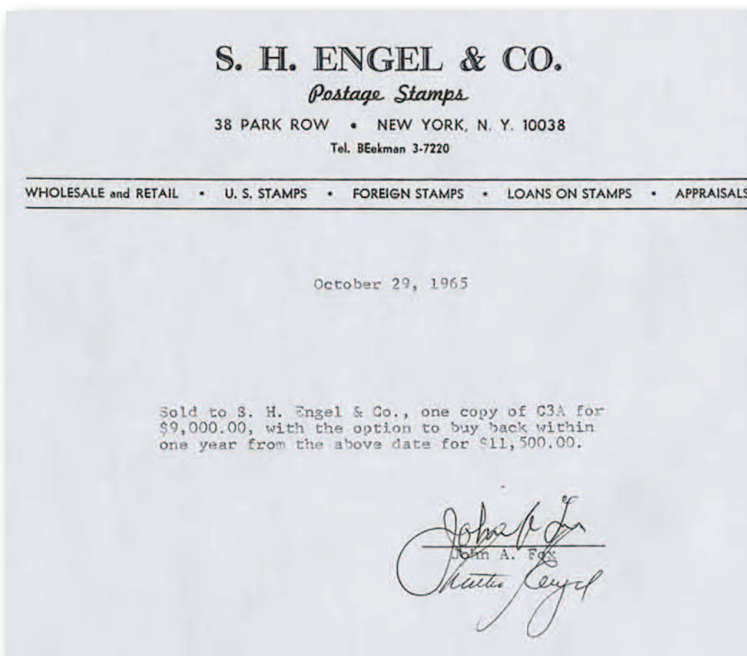 S. H. ENGEL & CO.
Postage Stamps
38 PARK ROW • NEW YORK, N. Y. 10038
Tel. BEekman 3-7220
WHOLESALE and RETAIL • U. S. STAMPS • FOREIGN STAMPS • LOANS ON STAMPS • APPRAISALS
October 29, 1965
Sold to S. H. Engel & Co., one copy of C3A for
$9,000.00, with the option to buy back within
one year from the above date for $11,500.00.
John A. Fox
John A. Fox
Engel